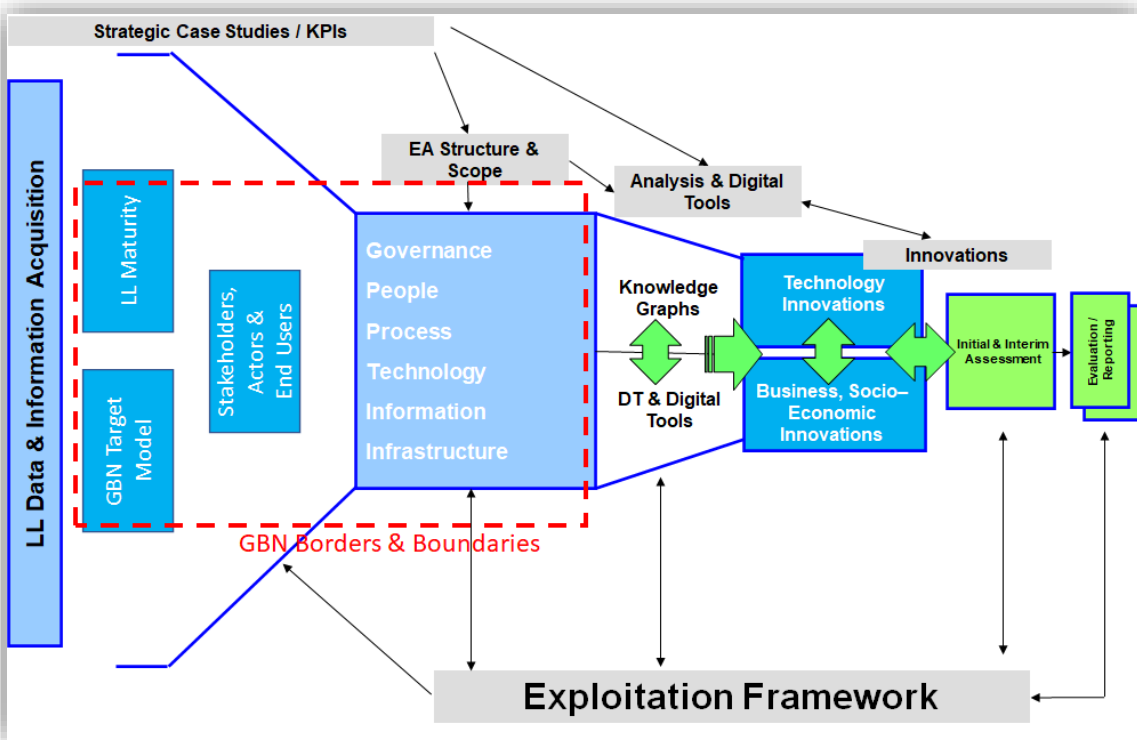 Strategic Case Studies / KPIs
LL Data & Information Acquisition
LL Maturity
GBN Target
Model
Stakeholders,
Actors &
End Users
EA Structure &
Scope
Analysis & Digital
Tools
Innovations
Governance
People
Process
Technology
Information
Infrastructure
GBN Borders & Boundaries
Knowledge
Graphs
DT & Digital
Tools
Technology
Innovations
Business, Socio–
Economic
Innovations
Initial & Interim
Assessment
Evaluation /
Reporting
Exploitation Framework